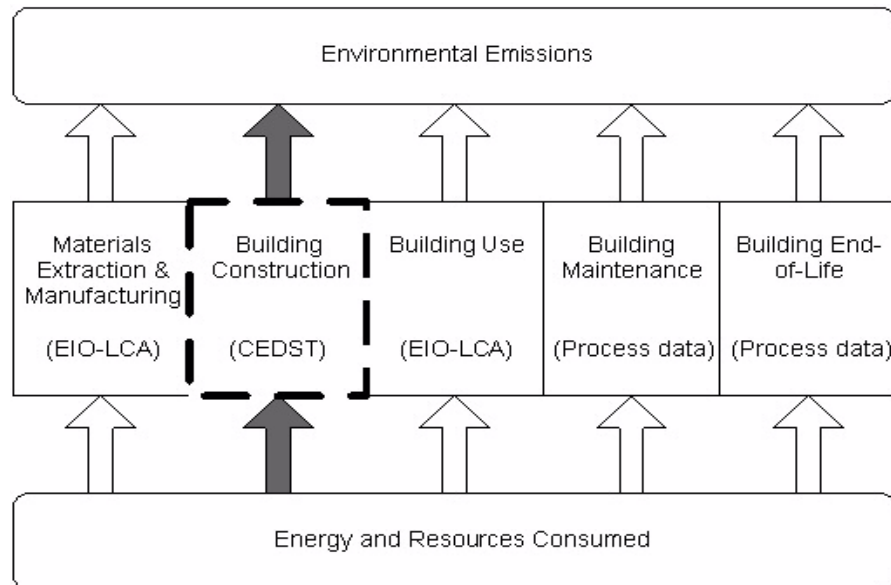 Environmental Emissions
Materials
Extraction &
Manufacturing
(EIO-LCA)
Building
Construction
(CEDST)
Building Use
(EIO-LCA)
Building
Maintenance
(Process data)
Building End-
of-Life
(Process data)
Energy and Resources Consumed